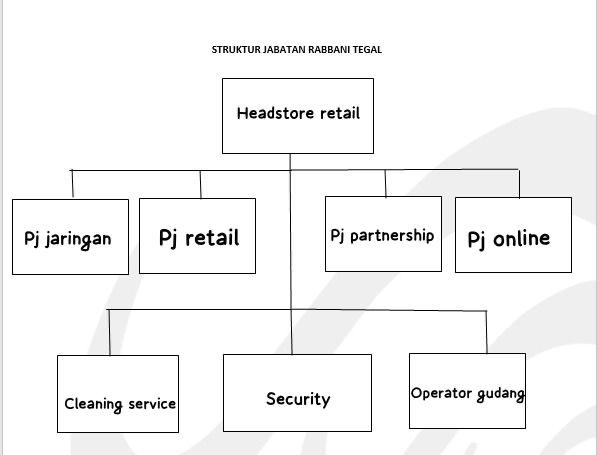 STRUKTUR JABATAN RABBANI TEGAL
Headstore retail
Pj jaringan
Pj retail
Pj partnership
Pj online
Cleaning service
Security
Operator gudang